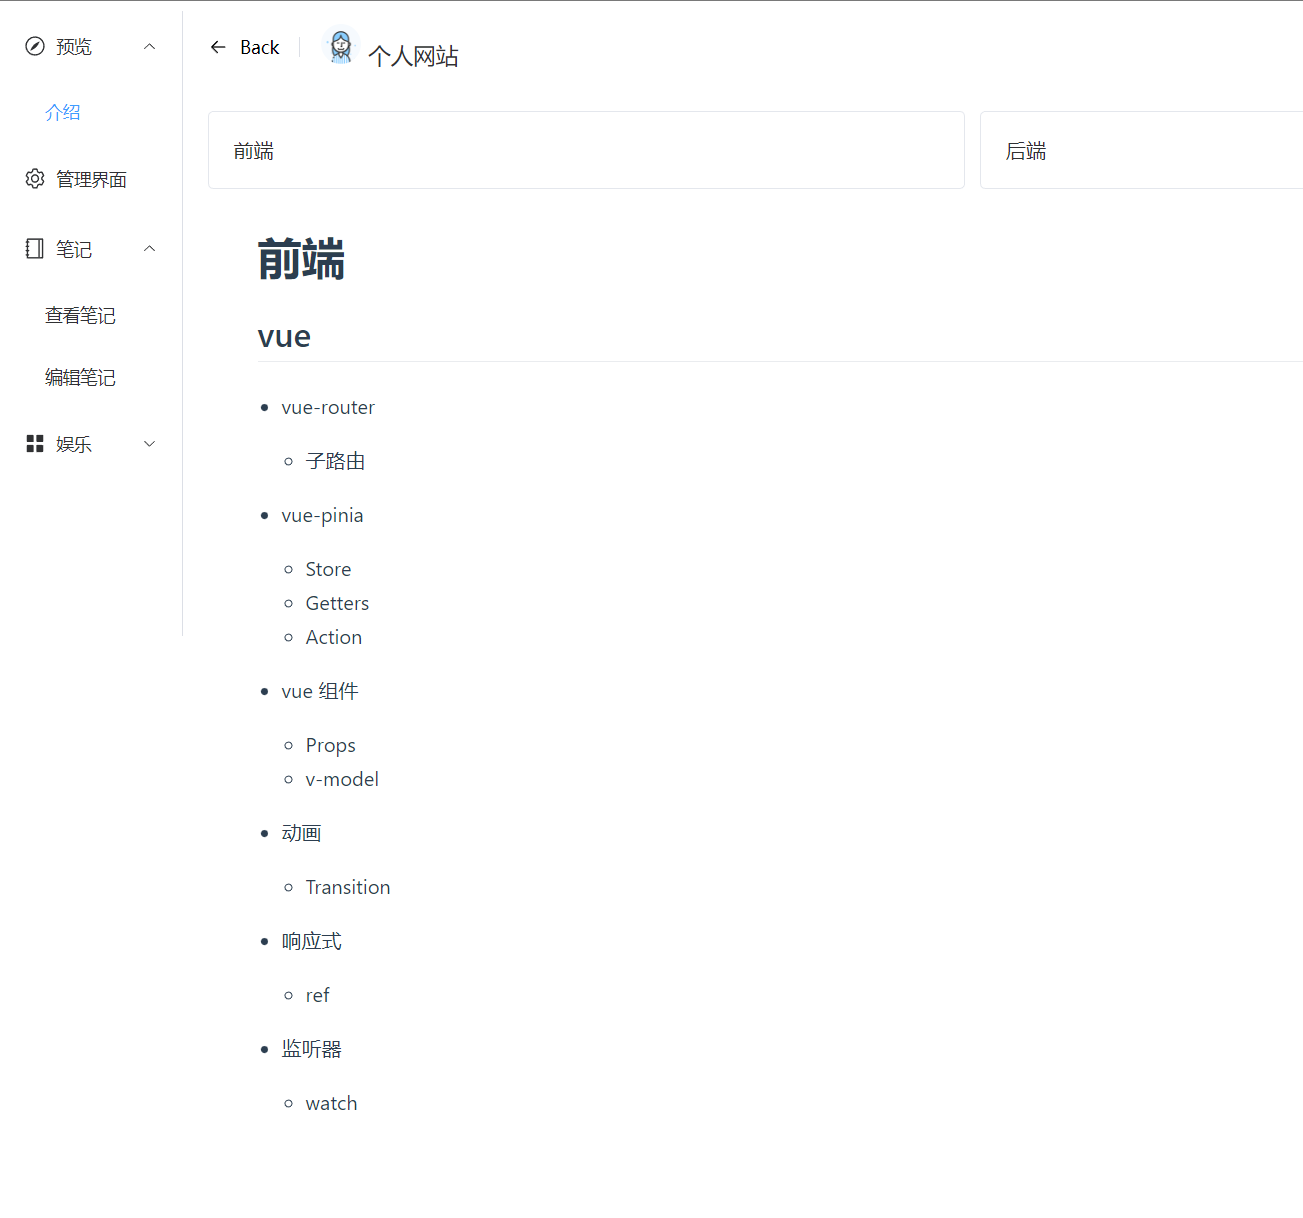 预览
介绍
管理界面
笔记
查看笔记
编辑笔记
娱乐
Back
个人网站
前端
后端
前端
vue
vue-router
子路由
vue-pinia
Store
Getters
Action
vue 组件
Props
v-model
动画
Transition
响应式
ref
监听器
watch